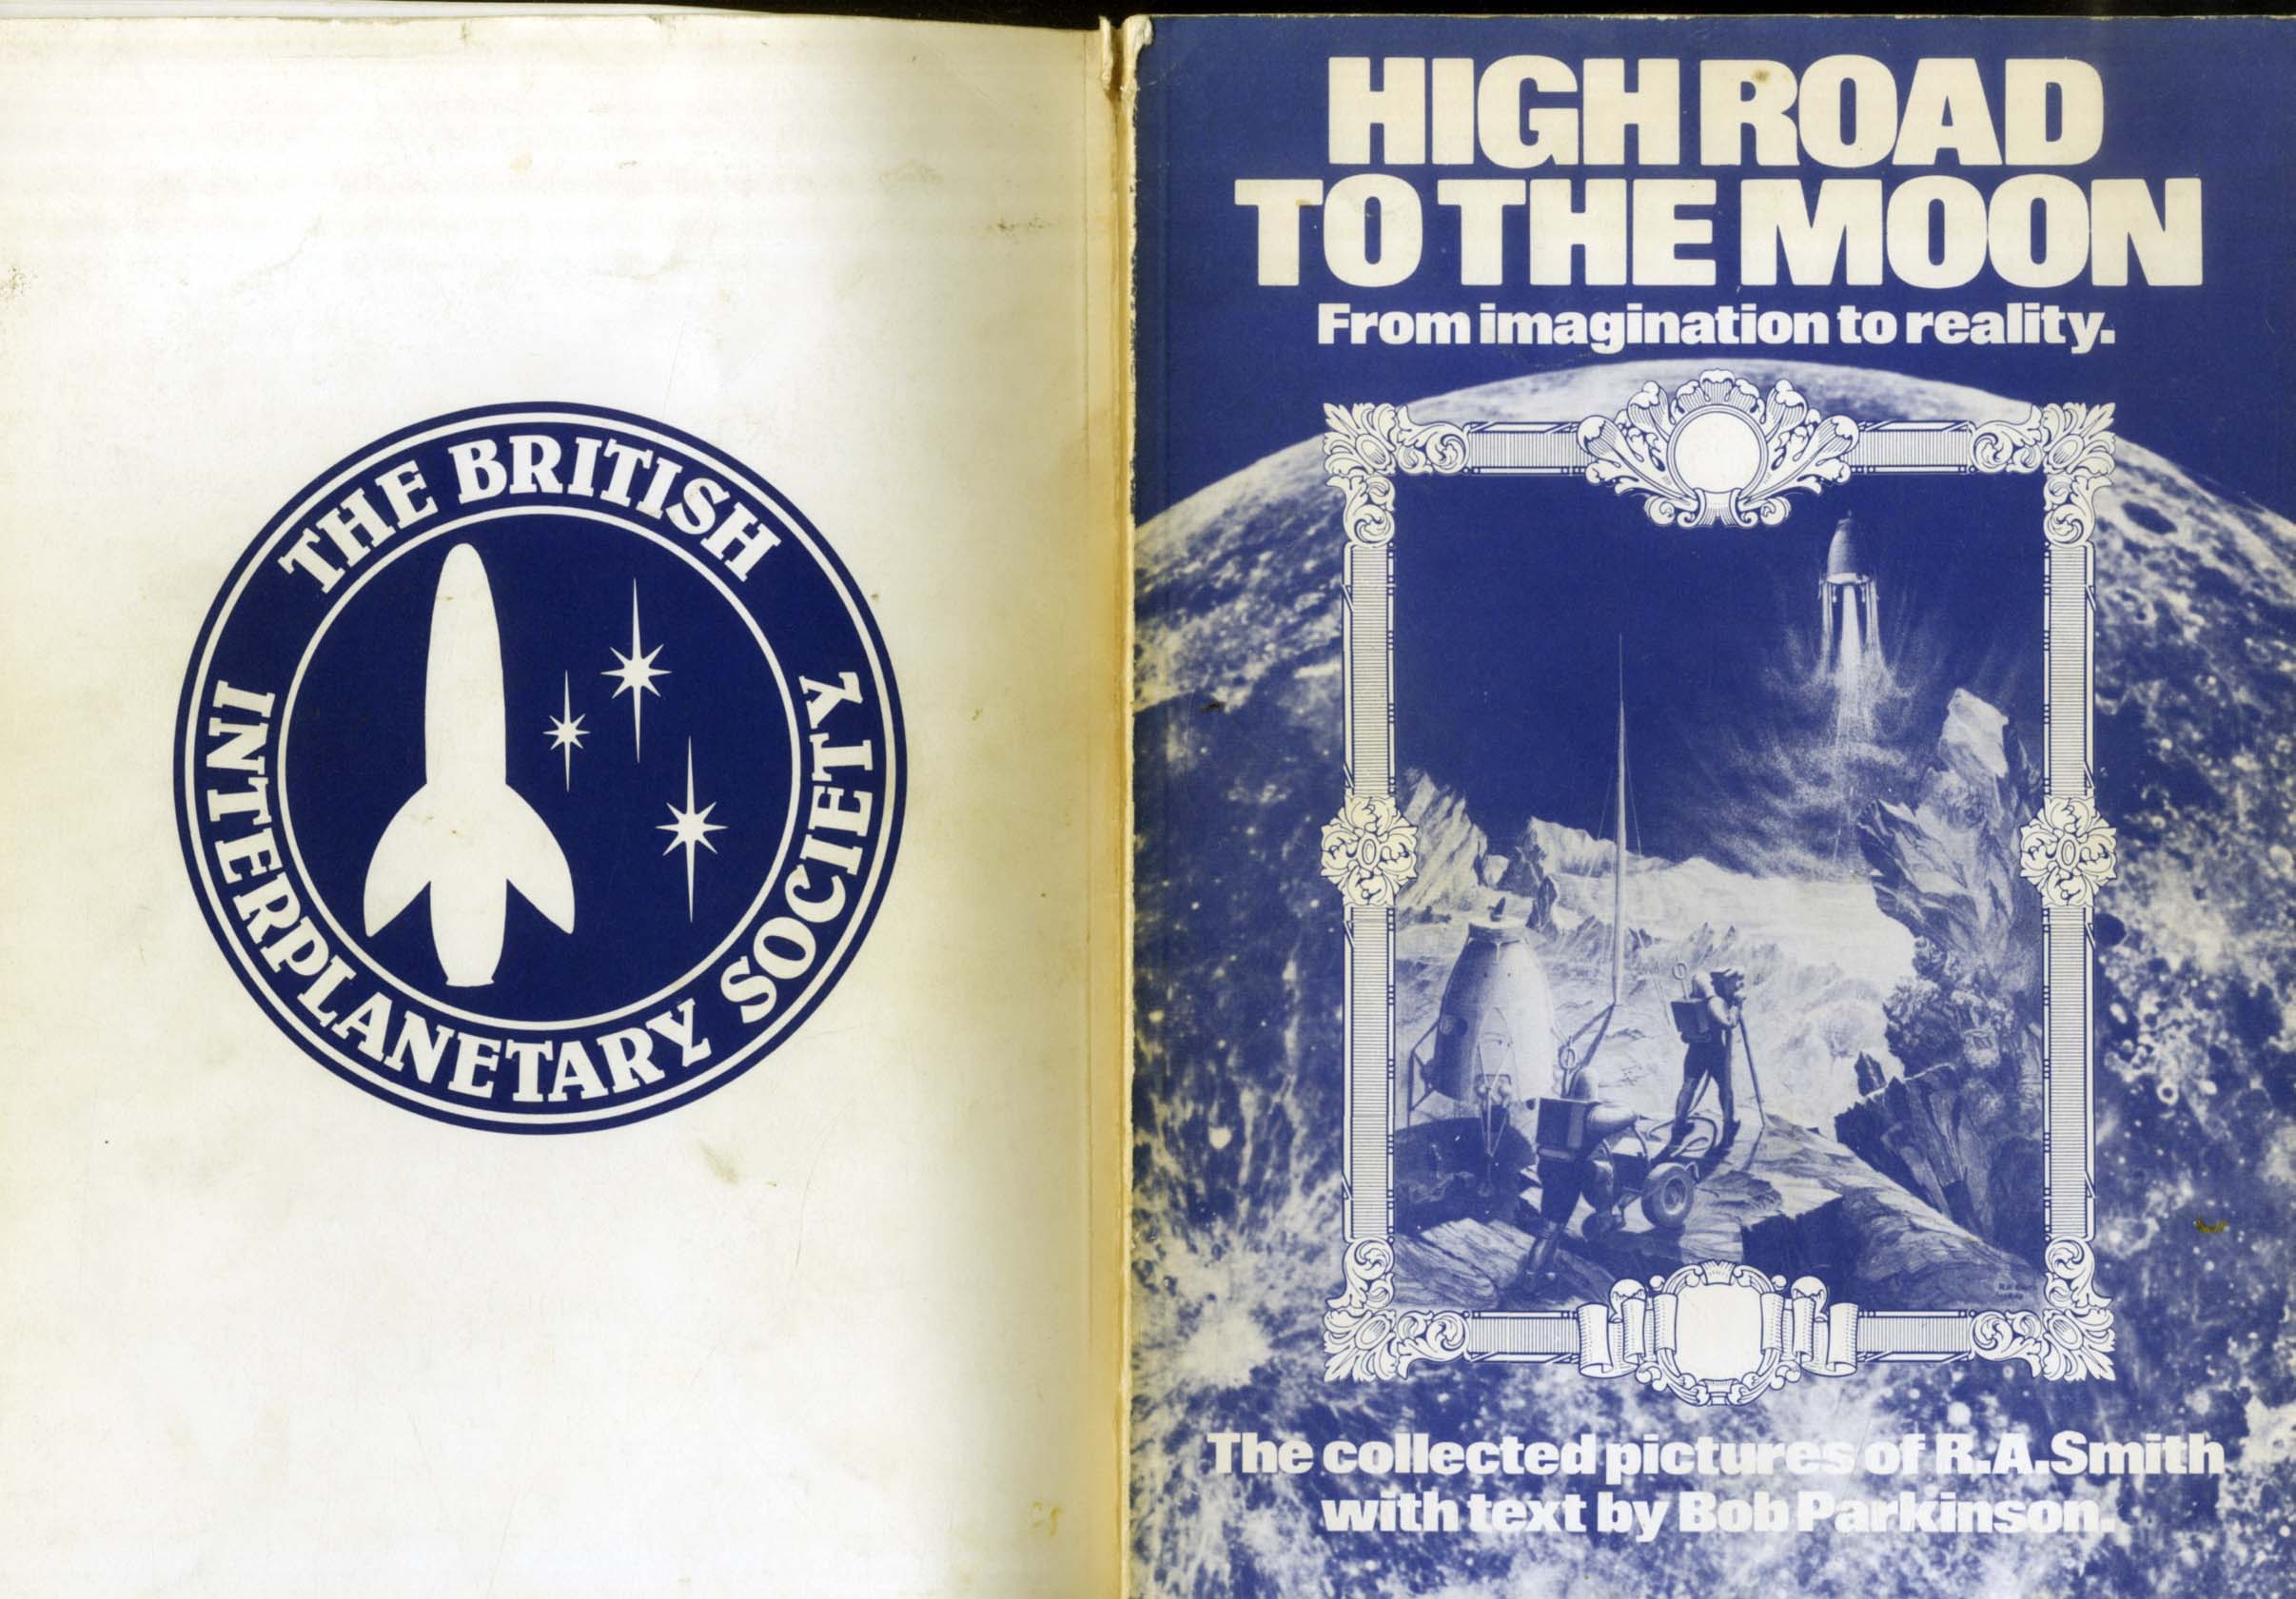 THE BRITISH
INTERPLANETARY SOCIETY
HIGH ROAD
TO THE MOON
From imagination to reality.
The collected pictures of R.A.Smith
with text by Bob Parkinson.